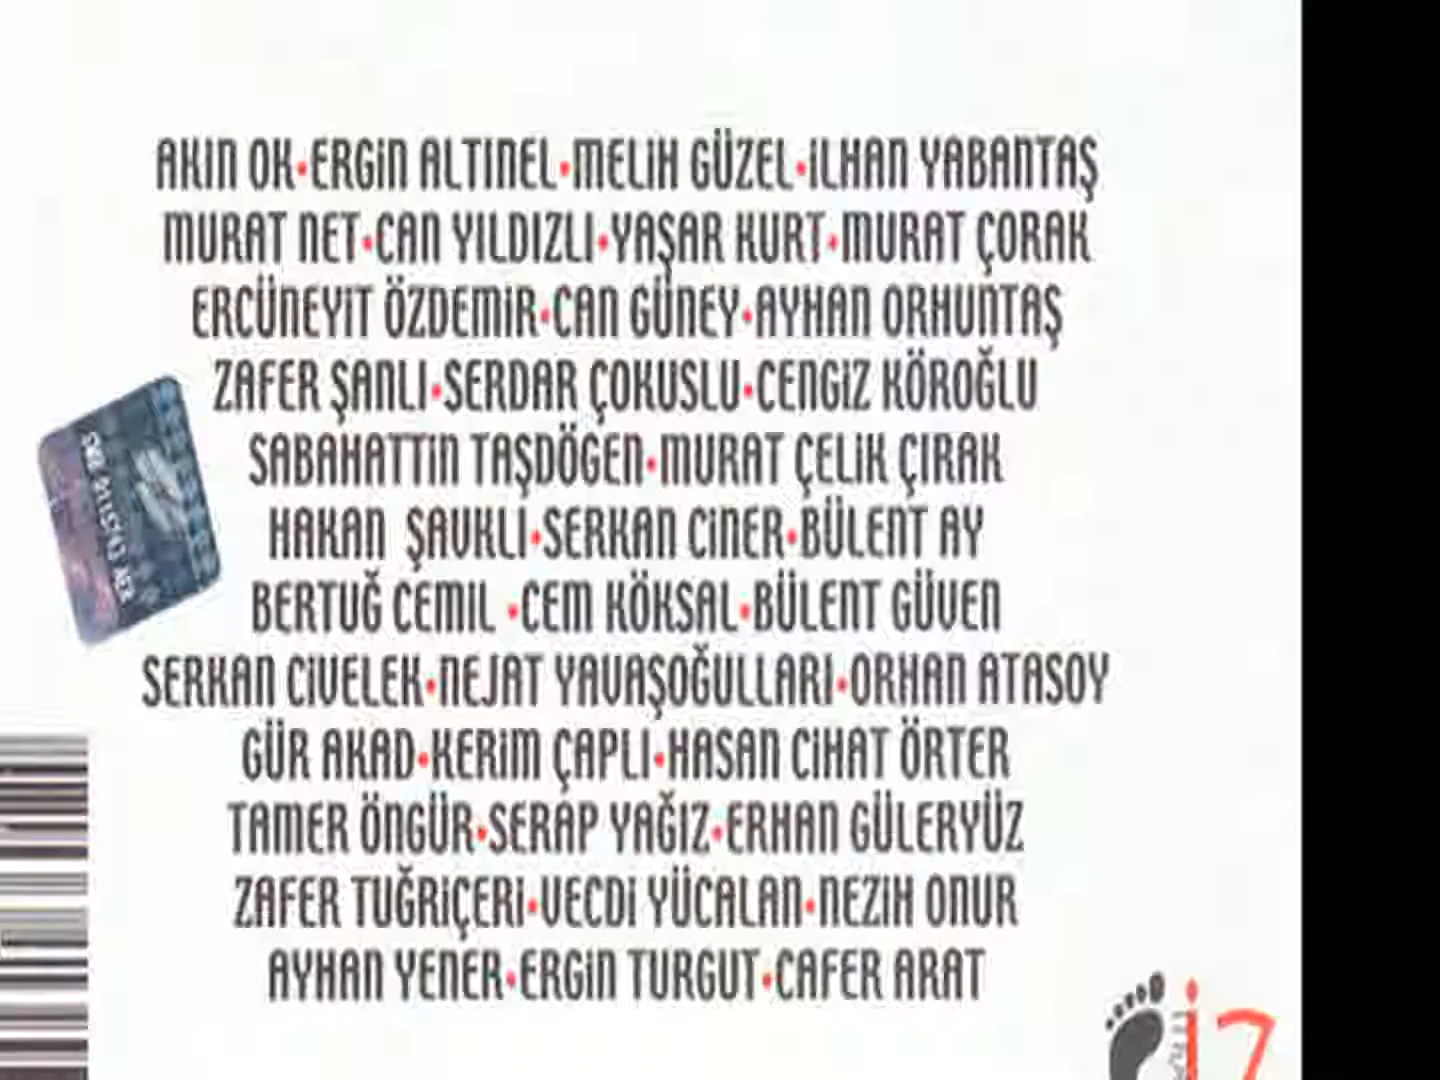 AKIN OK•ERGİN ALTINEL•MELİH GÜZEL•İLHAN YABANTAŞ
MURAT NET•CAN YILDIZLI•YAŞAR KURT•MURAT ÇORAK
ERCÜNEYİT ÖZDEMİR•CAN GÜNEY•AYHAN ORHUNTAŞ
ZAFER ŞANLI•SERDAR ÇOKUSLU•CENGİZ KÖROĞLU
SABAHATTİN TAŞDÖGEN•MURAT ÇELİK ÇIRAK
HAKAN ŞAVKLI•SERKAN CİNER•BÜLENT AY
BERTUĞ CEMIL •CEM KÖKSAL•BÜLENT GÜVEN
SERKAN CİVELEK•NEJAT YAVAŞOĞULLARI•ORHAN ATASOY
GÜR AKAD•KERİM ÇAPLI•HASAN CİHAT ÖRTER
TAMER ÖNGÜR•SERAP YAĞIZ•ERHAN GÜLERYÜZ
ZAFER TUĞRİÇERİ•VECDİ YÜCALAN•NEZİH ONUR
AYHAN YENER•ERGİN TURGUT•CAFER ARAT
iz